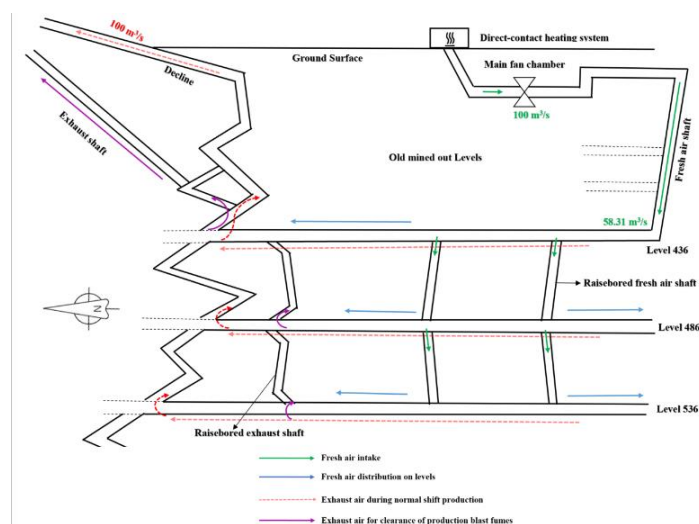 100 m³/s
Direct-contact heating system
Ground Surface
Main fan chamber
Decline
100 m³/s
Exhaust shaft
Fresh air shaft
Old mined out Levels
58.31 m³/s
Level 436
Raisebored fresh air shaft
N
Level 486
Level 536
Raisebored exhaust shaft
Fresh air intake
Fresh air distribution on levels
Exhaust air during normal shift production
Exhaust air for clearance of production blast fumes